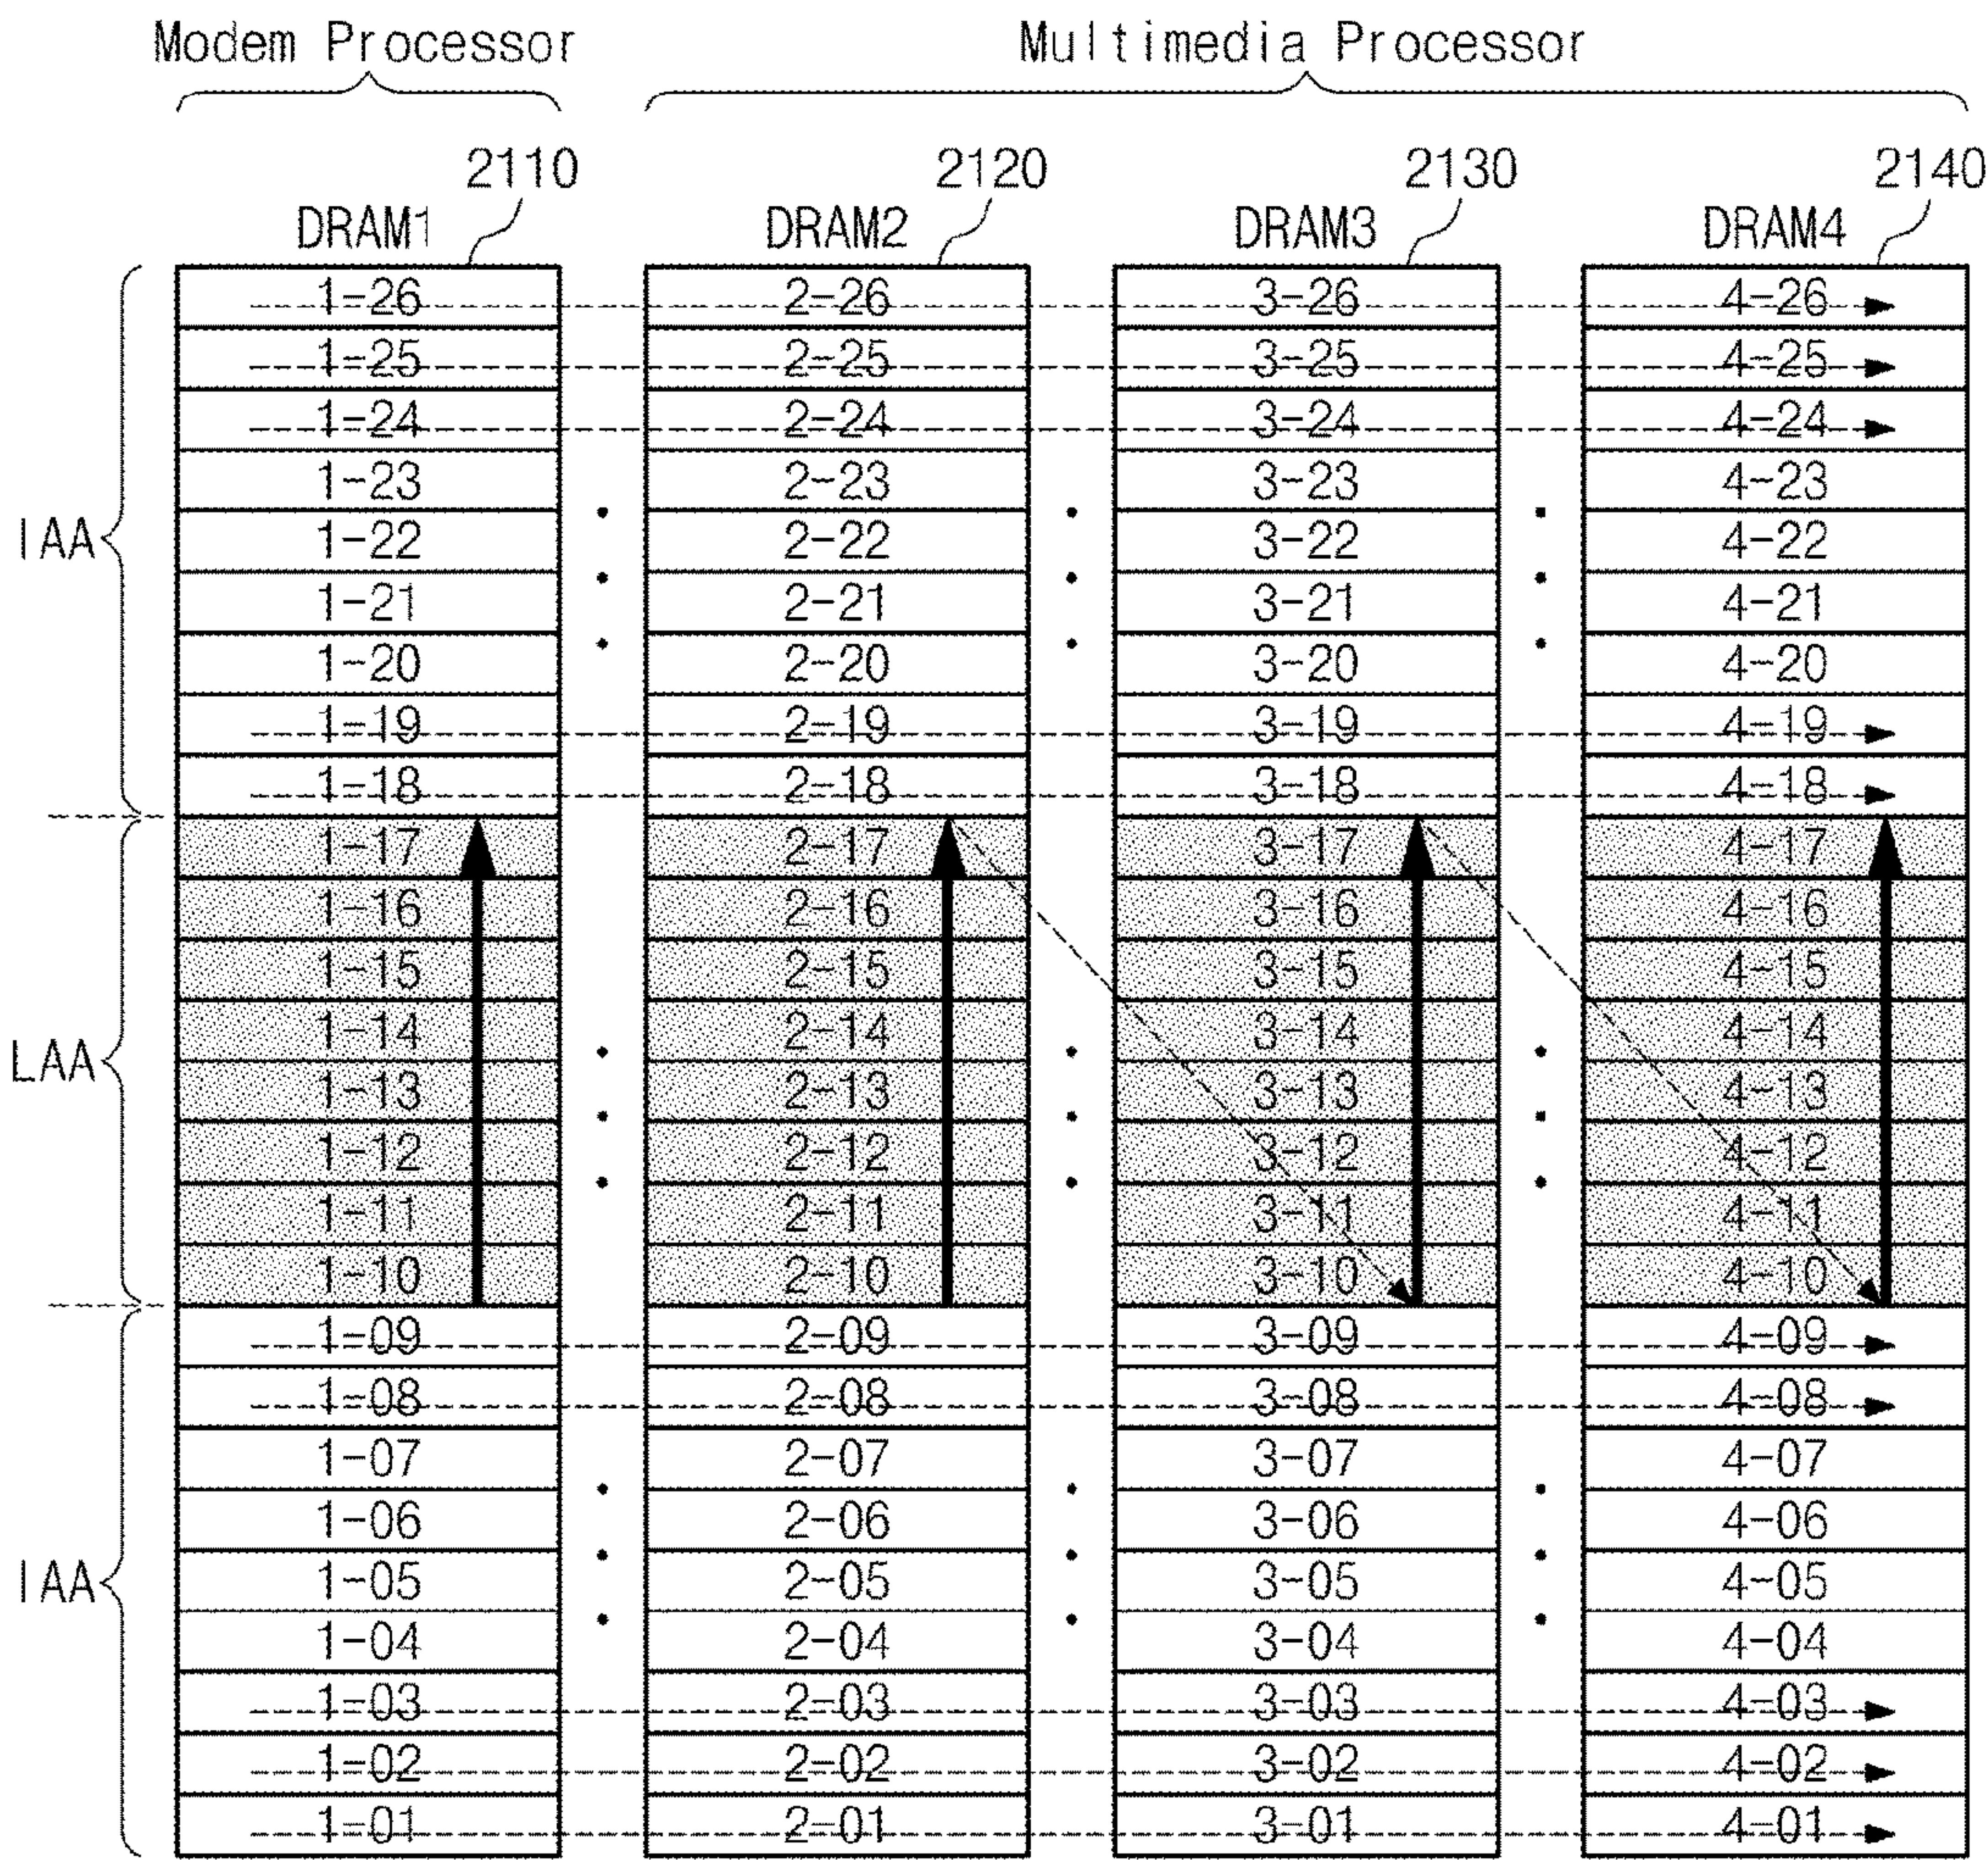 Modem Processor Multimedia Processor
2110 2120 2130 2140
DRAM1 DRAM2 DRAM3 DRAM4
1-26 2-26 3-26 4-26
1-25 2-25 3-25 4-25
1-24 2-24 3-24 4-24
1-23 2-23 3-23 4-23
IAA 1-22 2-22 3-22 4-22
1-21 2-21 3-21 4-21
1-20 2-20 3-20 4-20
1-19 2-19 3-19 4-19
1-18 2-18 3-18 4-18
1-17 2-17 3-17 4-17
1-16 2-16 3-16 4-16
1-15 2-15 3-15 4-15
1-14 2-14 3-14 4-14
LAA 1-13 2-13 3-13 4-13
1-12 2-12 3-12 4-12
1-11 2-11 3-11 4-11
1-10 2-10 3-10 4-10
1-09 2-09 3-09 4-09
1-08 2-08 3-08 4-08
1-07 2-07 3-07 4-07
1-06 2-06 3-06 4-06
IAA 1-05 2-05 3-05 4-05
1-04 2-04 3-04 4-04
1-03 2-03 3-03 4-03
1-02 2-02 3-02 4-02
1-01 2-01 3-01 4-01